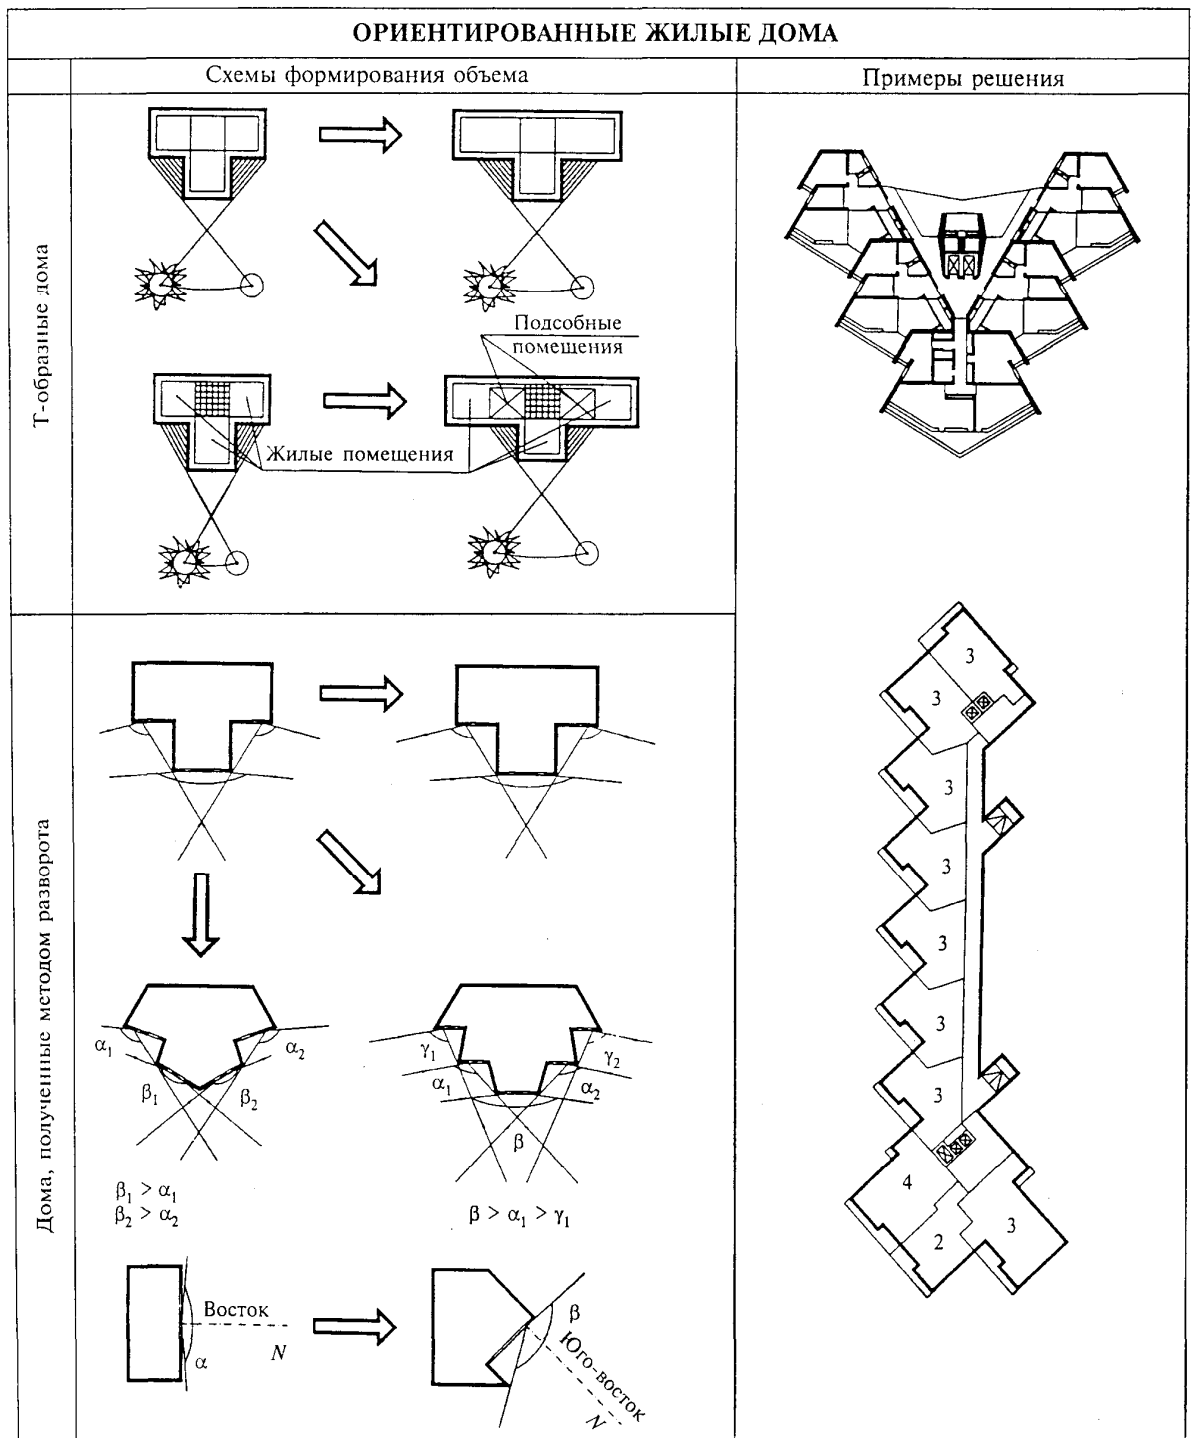 ОРИЕНТИРОВАННЫЕ ЖИЛЫЕ ДОМА
Схемы формирования объема
Примеры решения
Т-образные дома
Подсобные
помещения
Жилые помещения
Дома, полученные методом разворота
α₁
α₂
β₁
β₂
β₁ > α₁
β₂ > α₂
γ₁
γ₂
α₁
α₂
β
β > α₁ > γ₁
Восток
N
α
β
Юго-восток
N
3
3
3
3
3
3
3
4
2
3